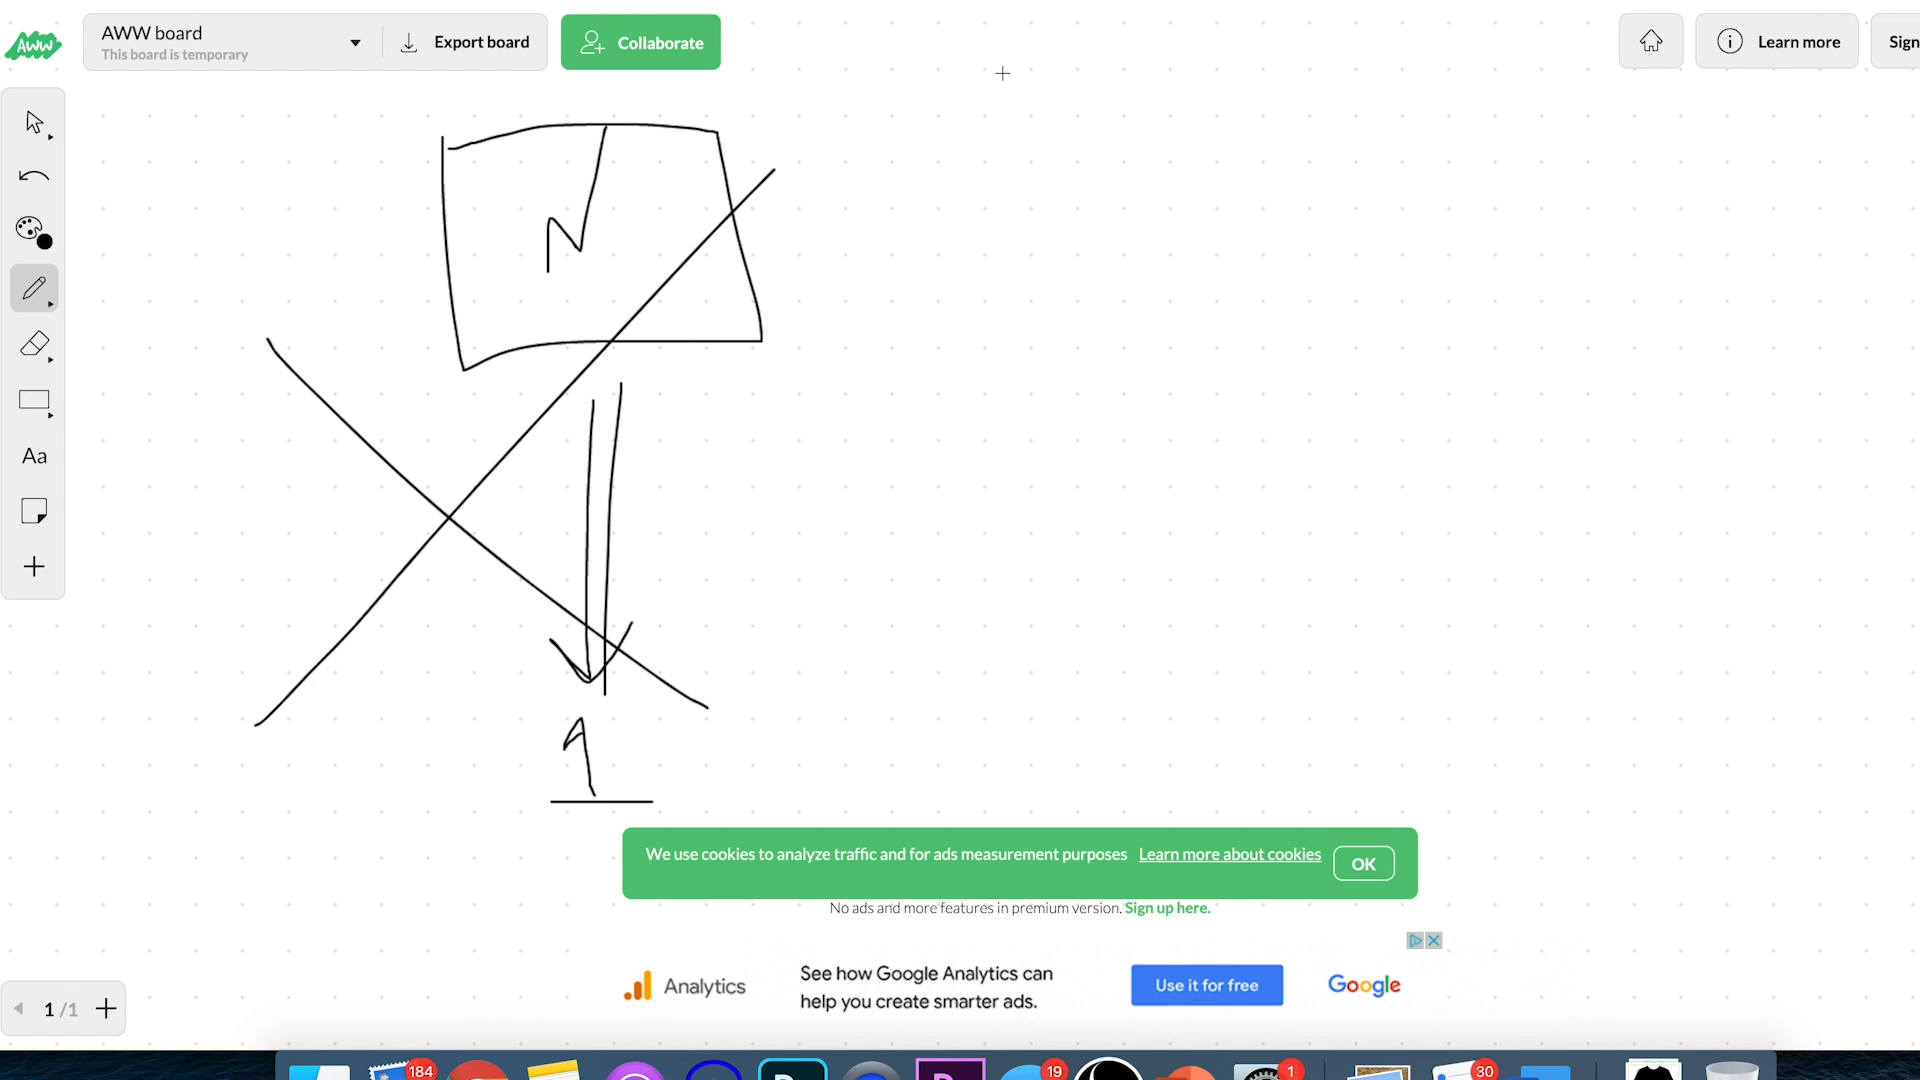 AWW
AWW board
This board is temporary
Export board
Collaborate
Learn more
Sign
N
Aa
1
We use cookies to analyze traffic and for ads measurement purposes Learn more about cookies OK
No ads and more features in premium version. Sign up here.
Analytics
See how Google Analytics can
help you create smarter ads.
Use it for free
Google
1 /1
184
19
1
30